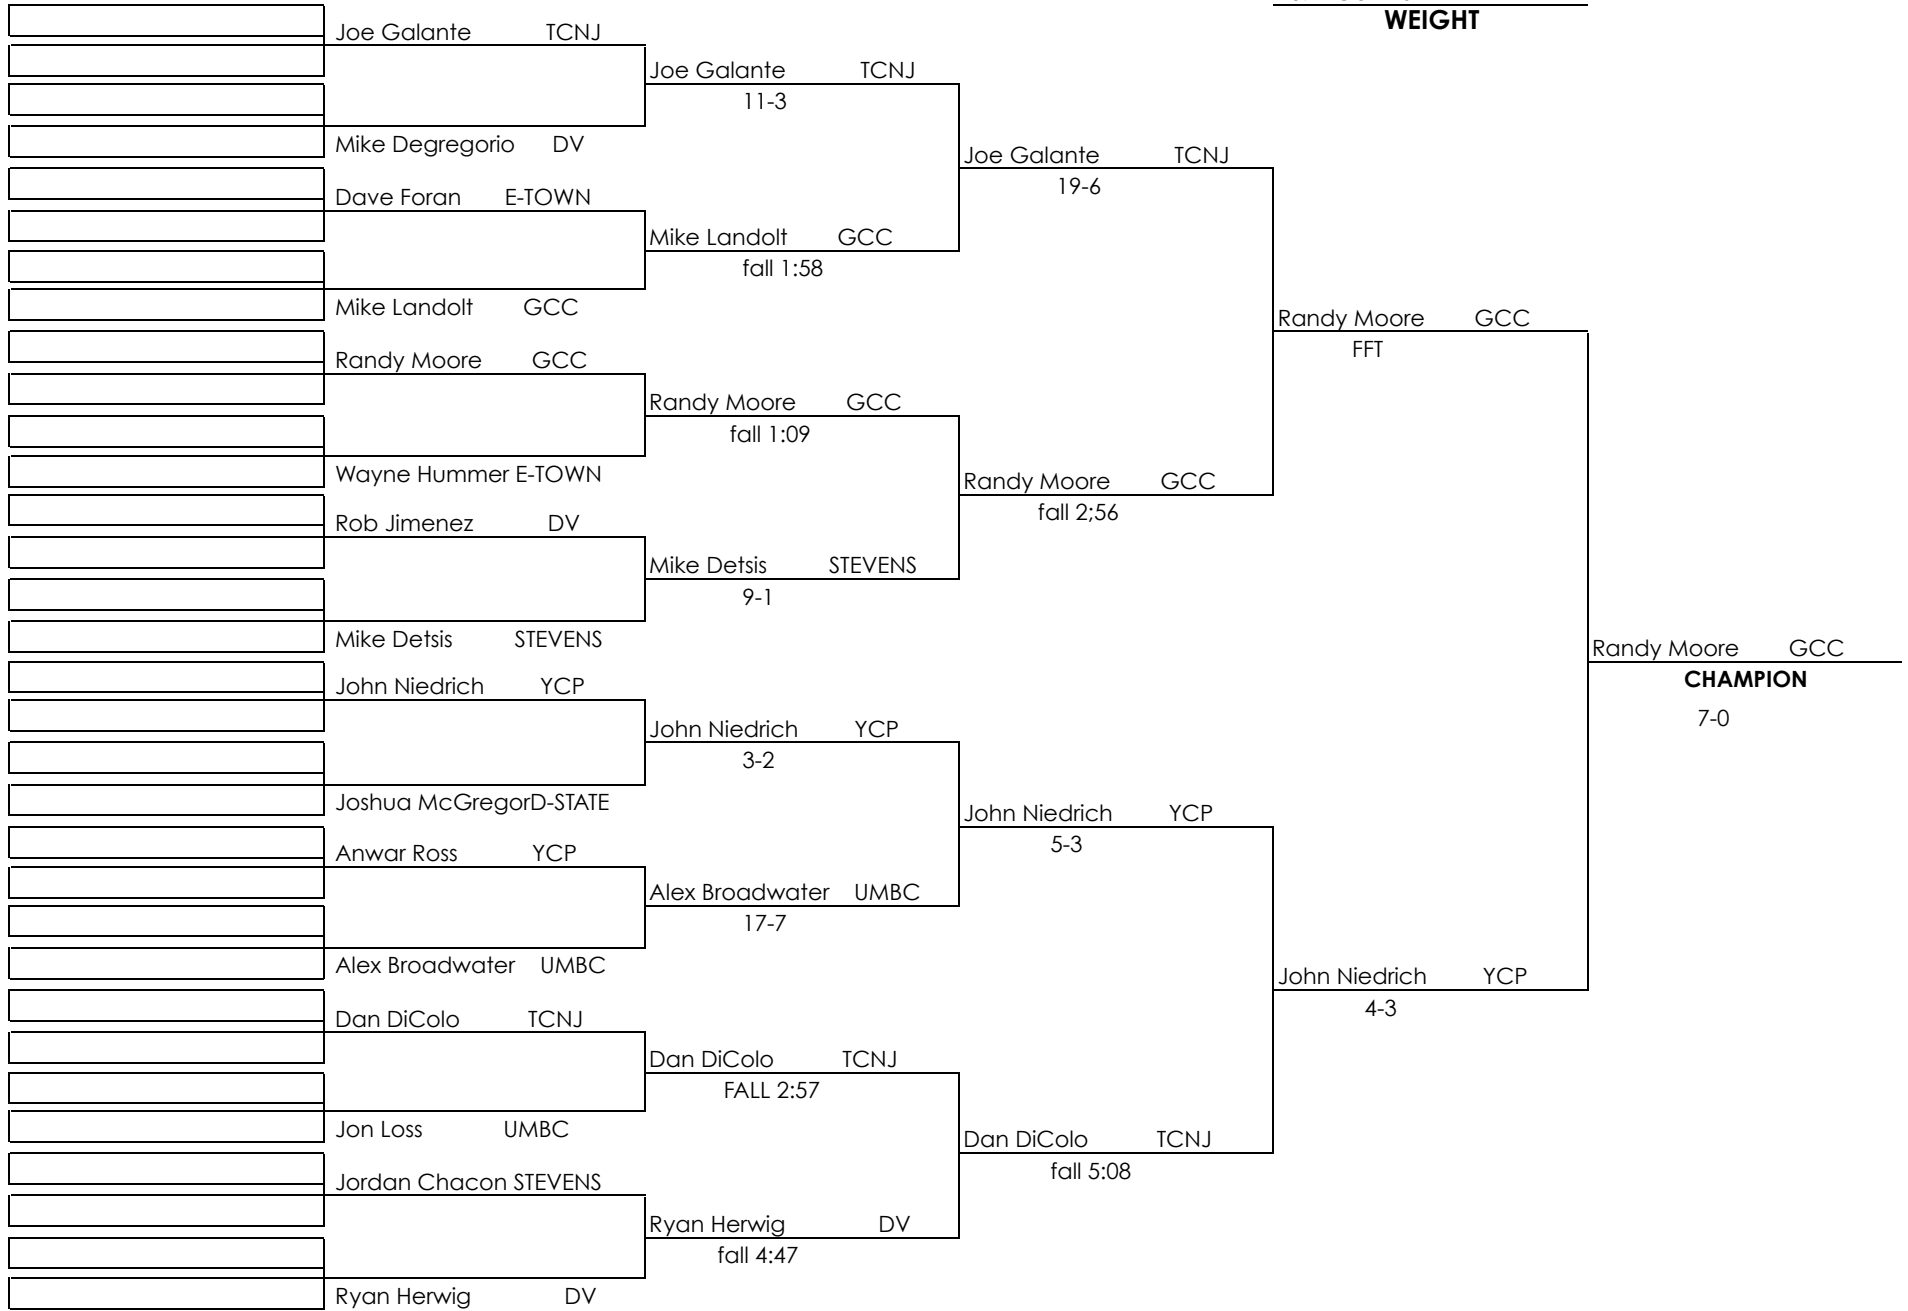 WEIGHT
Joe Galante TCNJ
Joe Galante TCNJ
11-3
Mike Degregorio DV
Joe Galante TCNJ
19-6
Dave Foran E-TOWN
Mike Landolt GCC
fall 1:58
Mike Landolt GCC
Randy Moore GCC
FFT
Randy Moore GCC
Randy Moore GCC
fall 1:09
Wayne Hummer E-TOWN
Randy Moore GCC
fall 2;56
Rob Jimenez DV
Mike Detsis STEVENS
9-1
Mike Detsis STEVENS
Randy Moore GCC
CHAMPION
7-0
John Niedrich YCP
John Niedrich YCP
3-2
Joshua McGregorD-STATE
John Niedrich YCP
5-3
Anwar Ross YCP
Alex Broadwater UMBC
17-7
Alex Broadwater UMBC
John Niedrich YCP
4-3
Dan DiColo TCNJ
Dan DiColo TCNJ
FALL 2:57
Jon Loss UMBC
Dan DiColo TCNJ
fall 5:08
Jordan Chacon STEVENS
Ryan Herwig DV
fall 4:47
Ryan Herwig DV